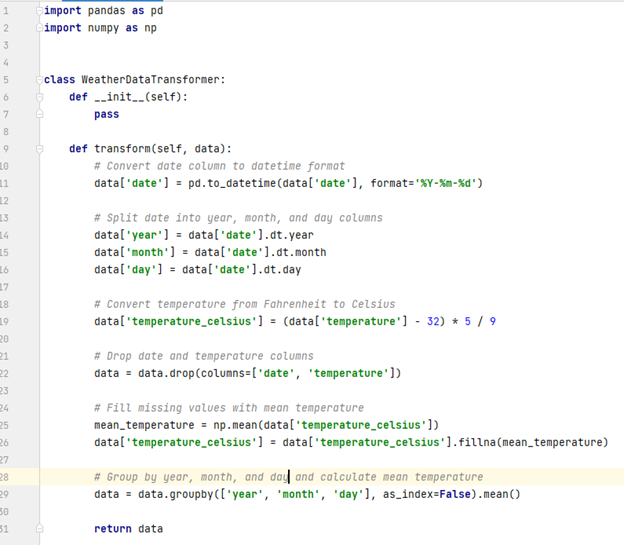 1 import pandas as pd
2 import numpy as np
3
4
5 class WeatherDataTransformer:
6     def __init__(self):
7         pass
8
9     def transform(self, data):
10         # Convert date column to datetime format
11         data['date'] = pd.to_datetime(data['date'], format='%Y-%m-%d')
12
13         # Split date into year, month, and day columns
14         data['year'] = data['date'].dt.year
15         data['month'] = data['date'].dt.month
16         data['day'] = data['date'].dt.day
17
18         # Convert temperature from Fahrenheit to Celsius
19         data['temperature_celsius'] = (data['temperature'] - 32) * 5 / 9
20
21         # Drop date and temperature columns
22         data = data.drop(columns=['date', 'temperature'])
23
24         # Fill missing values with mean temperature
25         mean_temperature = np.mean(data['temperature_celsius'])
26         data['temperature_celsius'] = data['temperature_celsius'].fillna(mean_temperature)
27
28         # Group by year, month, and day and calculate mean temperature
29         data = data.groupby(['year', 'month', 'day'], as_index=False).mean()
30
31         return data